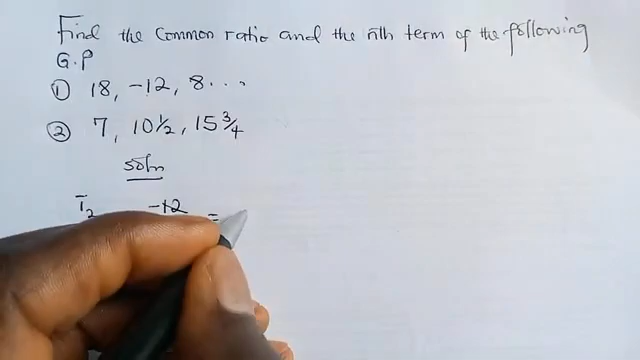 Find the Common ratio and the nth term of the following
G.P
① 18, -12, 8...
② 7, 10½, 15¾
soln
T₂ -12 =